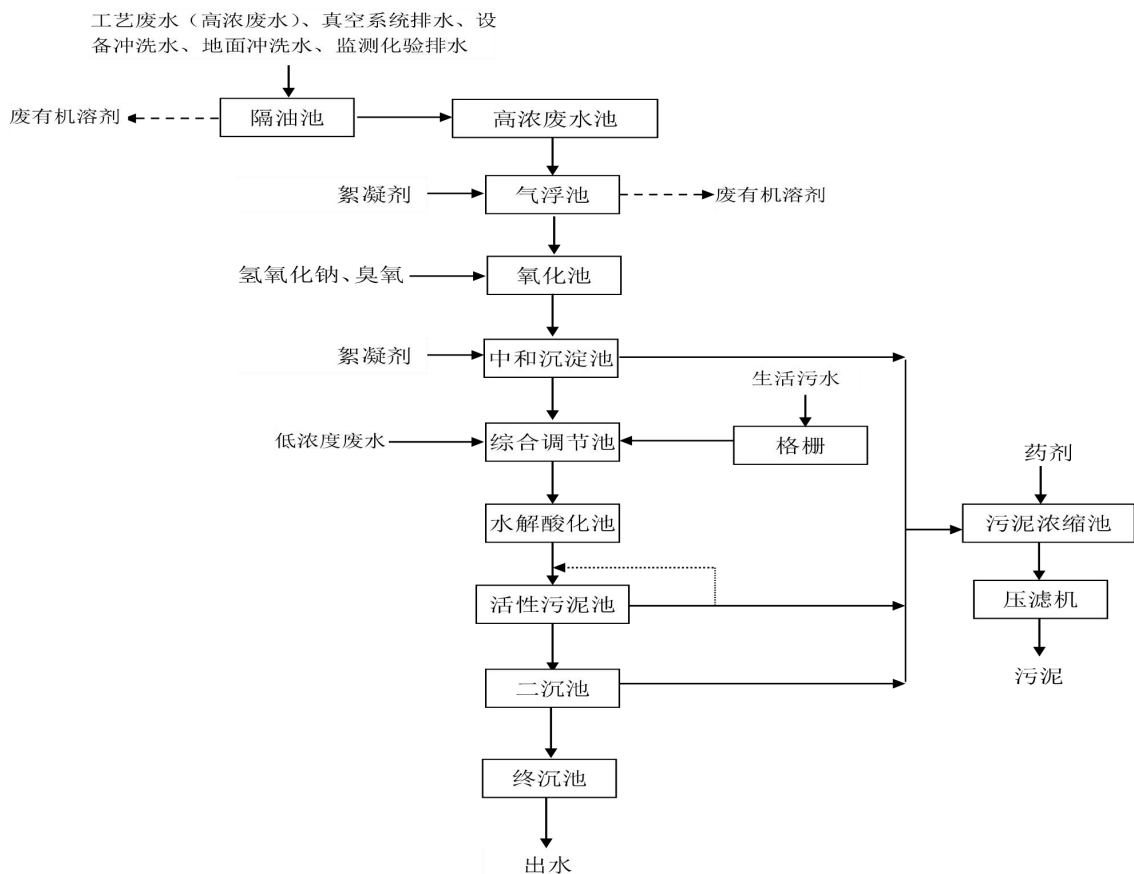 工艺废水（高浓废水）、真空系统排水、设
备冲洗水、地面冲洗水、监测化验排水
废有机溶剂
隔油池
高浓废水池
絮凝剂
气浮池
废有机溶剂
氢氧化钠、臭氧
氧化池
絮凝剂
中和沉淀池
生活污水
低浓度废水
综合调节池
格栅
药剂
水解酸化池
污泥浓缩池
活性污泥池
压滤机
二沉池
污泥
终沉池
出水